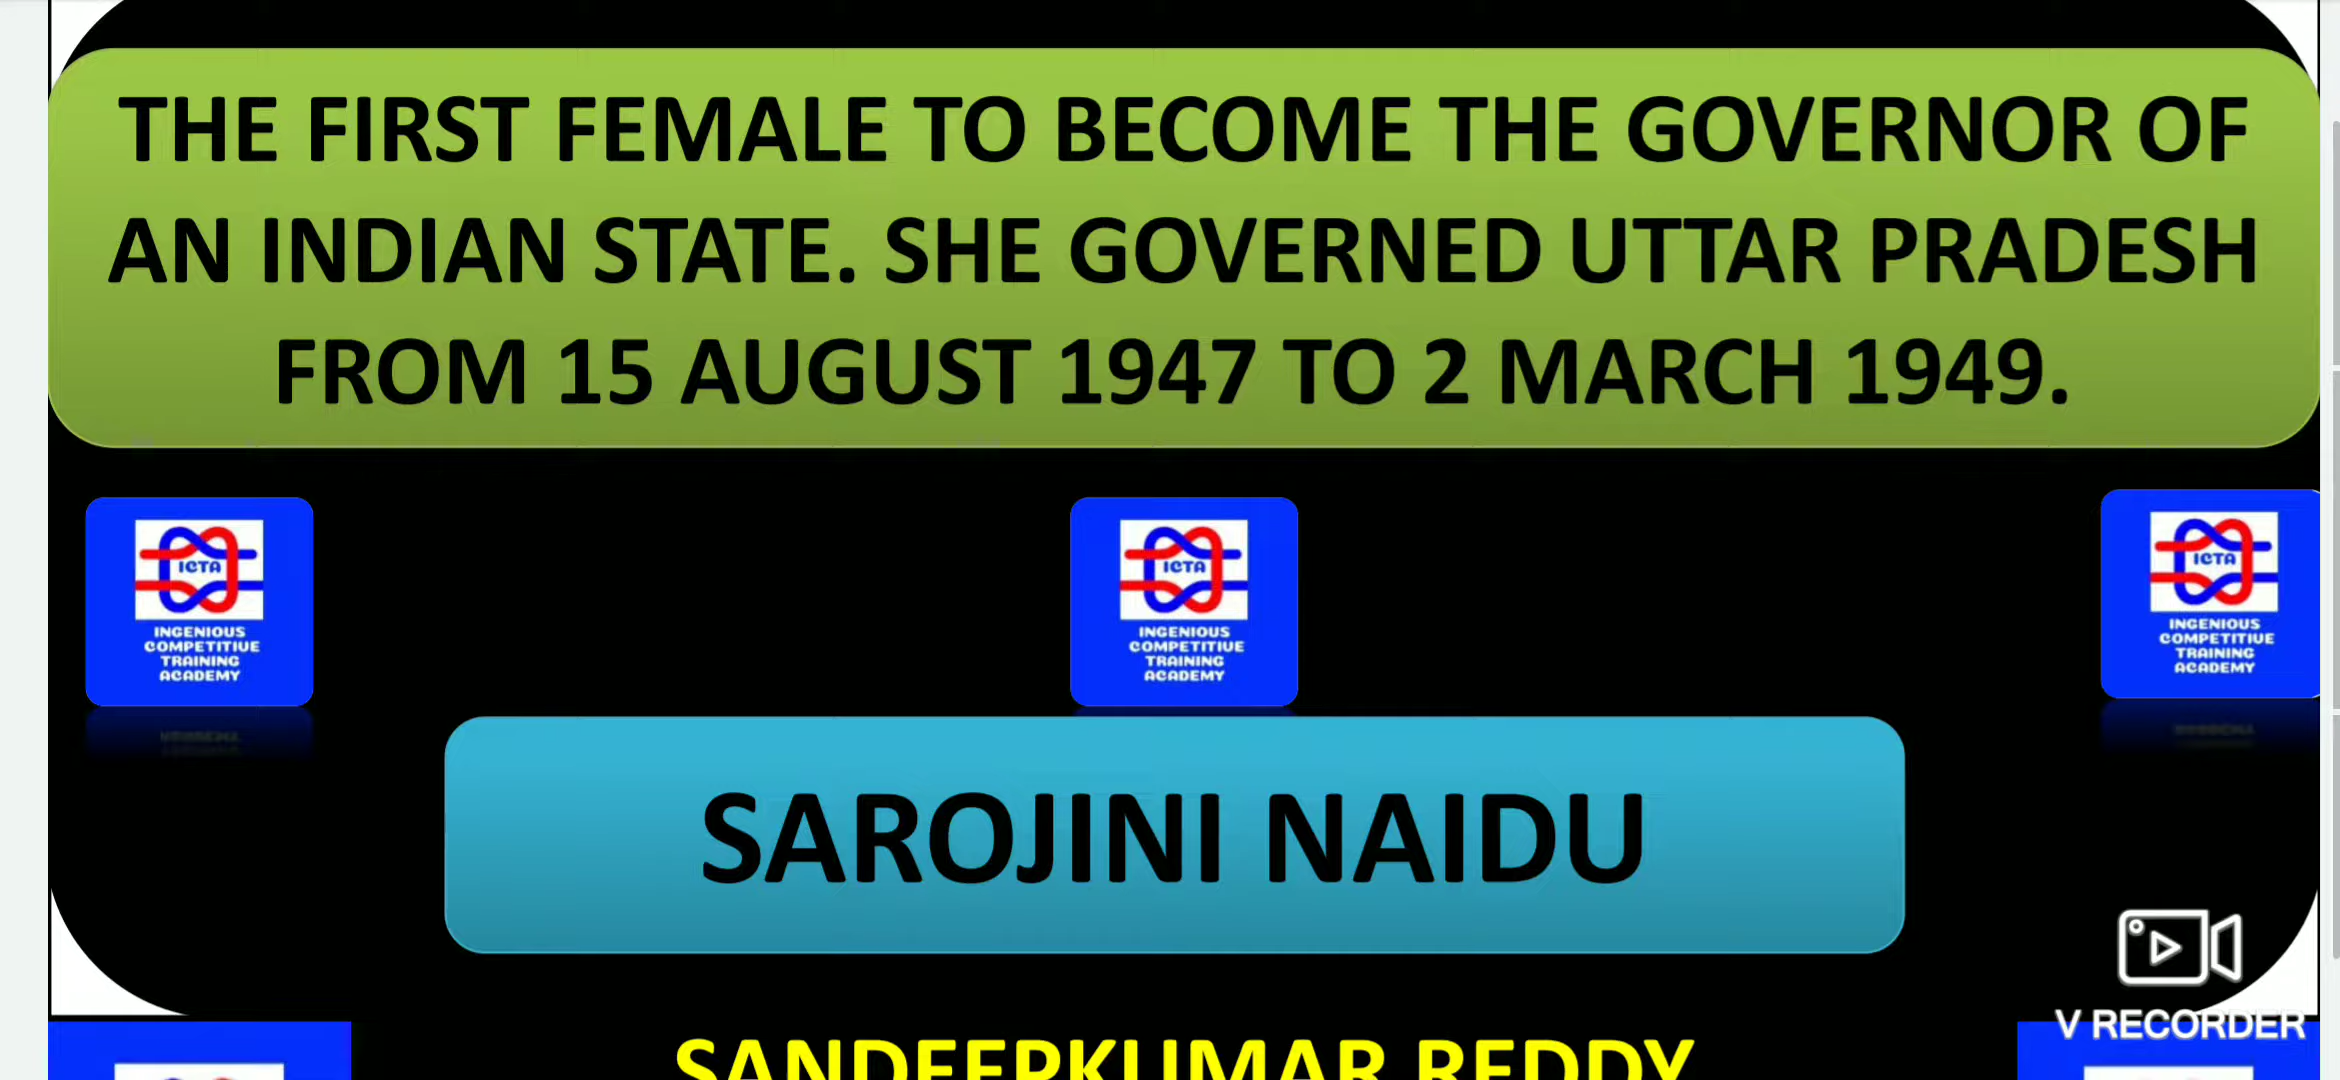 THE FIRST FEMALE TO BECOME THE GOVERNOR OF
AN INDIAN STATE. SHE GOVERNED UTTAR PRADESH
FROM 15 AUGUST 1947 TO 2 MARCH 1949.
ICTA
INGENIOUS
COMPETITIVE
TRAINING
ACADEMY
ICTA
INGENIOUS
COMPETITIVE
TRAINING
ACADEMY
ICTA
INGENIOUS
COMPETITIVE
TRAINING
ACADEMY
SAROJINI NAIDU
V RECORDER
SANDEEPKUMAR REDDY